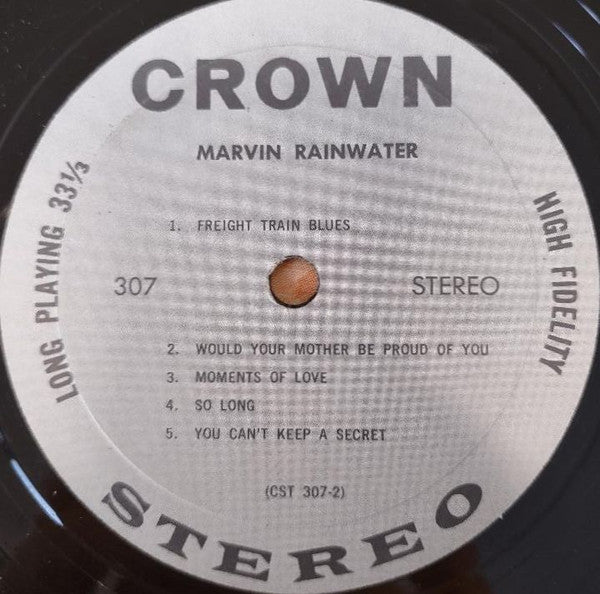 CROWN
MARVIN RAINWATER
1. FREIGHT TRAIN BLUES
LONG PLAYING 33⅓
307
STEREO
HIGH FIDELITY
2. WOULD YOUR MOTHER BE PROUD OF YOU
3. MOMENTS OF LOVE
4. SO LONG
5. YOU CAN'T KEEP A SECRET
(CST 307-2)
STEREO